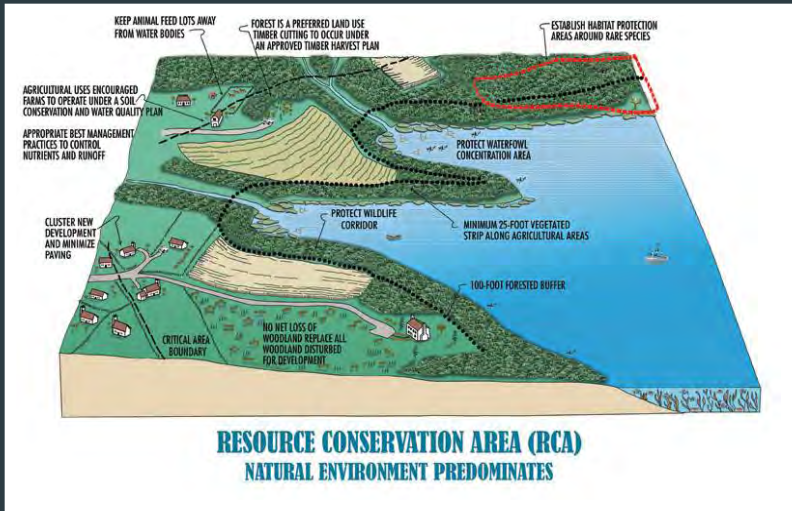 KEEP ANIMAL FEED LOTS AWAY
FROM WATER BODIES
FOREST IS A PREFERRED LAND USE
TIMBER CUTTING TO OCCUR UNDER
AN APPROVED TIMBER HARVEST PLAN
ESTABLISH HABITAT PROTECTION
AREAS AROUND RARE SPECIES
AGRICULTURAL USES ENCOURAGED
FARMS TO OPERATE UNDER A SOIL
CONSERVATION AND WATER QUALITY PLAN
APPROPRIATE BEST MANAGEMENT
PRACTICES TO CONTROL
NUTRIENTS AND RUNOFF
PROTECT WATERFOWL
CONCENTRATION AREA
CLUSTER NEW
DEVELOPMENT
AND MINIMIZE
PAVING
PROTECT WILDLIFE
CORRIDOR
MINIMUM 25-FOOT VEGETATED
STRIP ALONG AGRICULTURAL AREAS
100-FOOT FORESTED BUFFER
CRITICAL AREA
BOUNDARY
NO NET LOSS OF
WOODLAND REPLACE ALL
WOODLAND DISTURBED
FOR DEVELOPMENT
RESOURCE CONSERVATION AREA (RCA)
NATURAL ENVIRONMENT PREDOMINATES